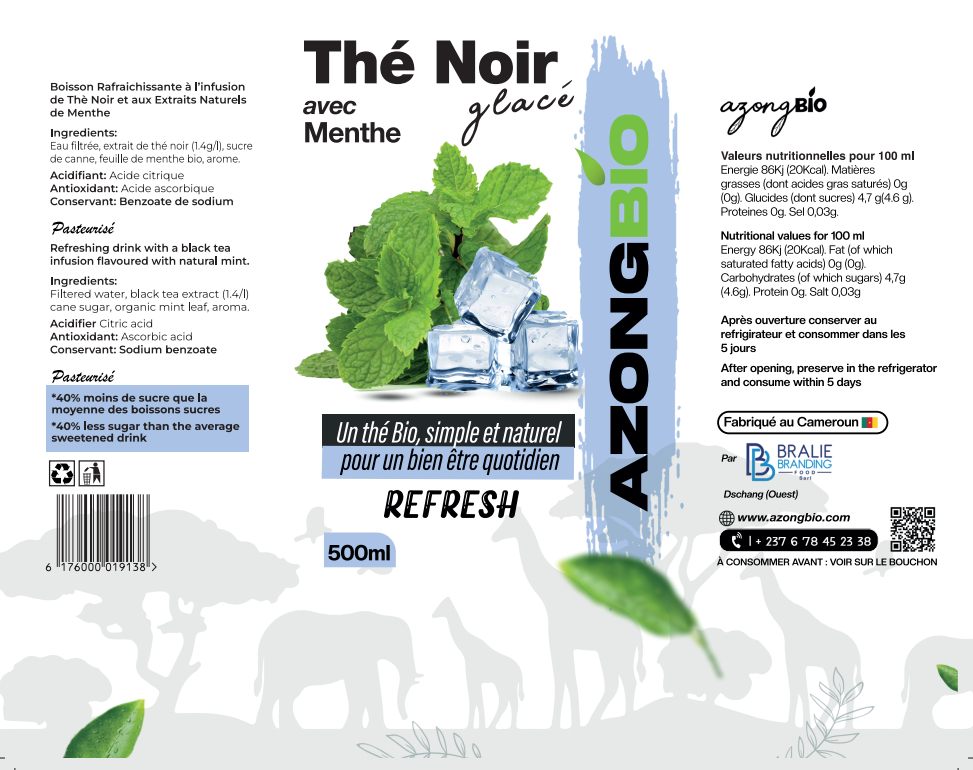 Boisson Rafraichissante à l'infusion
de Thè Noir et aux Extraits Naturels
de Menthe
Ingredients:
Eau filtrée, extrait de thé noir (1.4g/l), sucre
de canne, feuille de menthe bio, arome.
Acidifiant: Acide citrique
Antioxidant: Acide ascorbique
Conservant: Benzoate de sodium
Pasteurisé
Refreshing drink with a black tea
infusion flavoured with natural mint.
Ingredients:
Filtered water, black tea extract (1.4/l)
cane sugar, organic mint leaf, aroma.
Acidifier Citric acid
Antioxidant: Ascorbic acid
Conservant: Sodium benzoate
Pasteurisé
*40% moins de sucre que la
moyenne des boissons sucres
*40% less sugar than the average
sweetened drink
6 176000 019138 >
Thé Noir
glacé
avec
Menthe
Un thé Bio, simple et naturel
pour un bien être quotidien
REFRESH
500ml
AZONGBIO
azongBIO
Valeurs nutritionnelles pour 100 ml
Energie 86Kj (20Kcal). Matières
grasses (dont acides gras saturés) 0g
(0g). Glucides (dont sucres) 4,7 g(4.6 g).
Proteines 0g. Sel 0,03g.
Nutritional values for 100 ml
Energy 86Kj (20Kcal). Fat (of which
saturated fatty acids) 0g (0g).
Carbohydrates (of which sugars) 4,7g
(4.6g). Protein 0g. Salt 0,03g
Après ouverture conserver au
refrigirateur et consommer dans les
5 jours
After opening, preserve in the refrigerator
and consume within 5 days
Fabriqué au Cameroun
Par
BRALIE
BRANDING
FOOD
Sarl
Dschang (Ouest)
www.azongbio.com
| + 237 6 78 45 23 38
À CONSOMMER AVANT : VOIR SUR LE BOUCHON